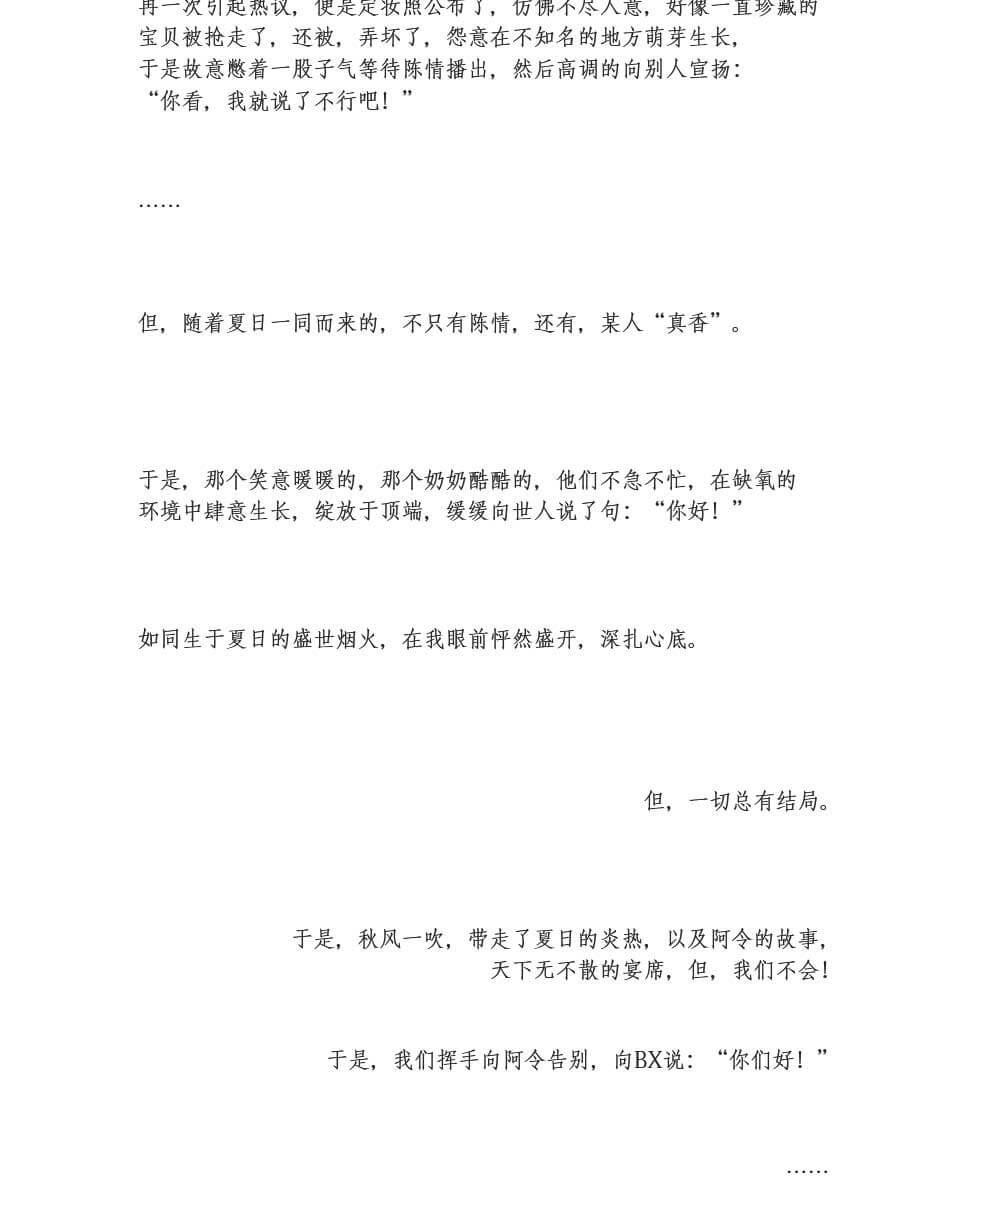 再一次引起热议，便是定妆照公布了，仿佛不尽人意，好像一直珍藏的
宝贝被抢走了，还被，弄坏了，怨意在不知名的地方萌芽生长，
于是故意憋着一股子气等待陈情播出，然后高调的向别人宣扬：
“你看，我就说了不行吧！”
……
但，随着夏日一同而来的，不只有陈情，还有，某人“真香”。
于是，那个笑意暖暖的，那个奶奶酷酷的，他们不急不忙，在缺氧的
环境中肆意生长，绽放于顶端，缓缓向世人说了句：“你好！”
如同生于夏日的盛世烟火，在我眼前怦然盛开，深扎心底。
但，一切总有结局。
于是，秋风一吹，带走了夏日的炎热，以及阿令的故事，
天下无不散的宴席，但，我们不会！
于是，我们挥手向阿令告别，向BX说：“你们好！”
……